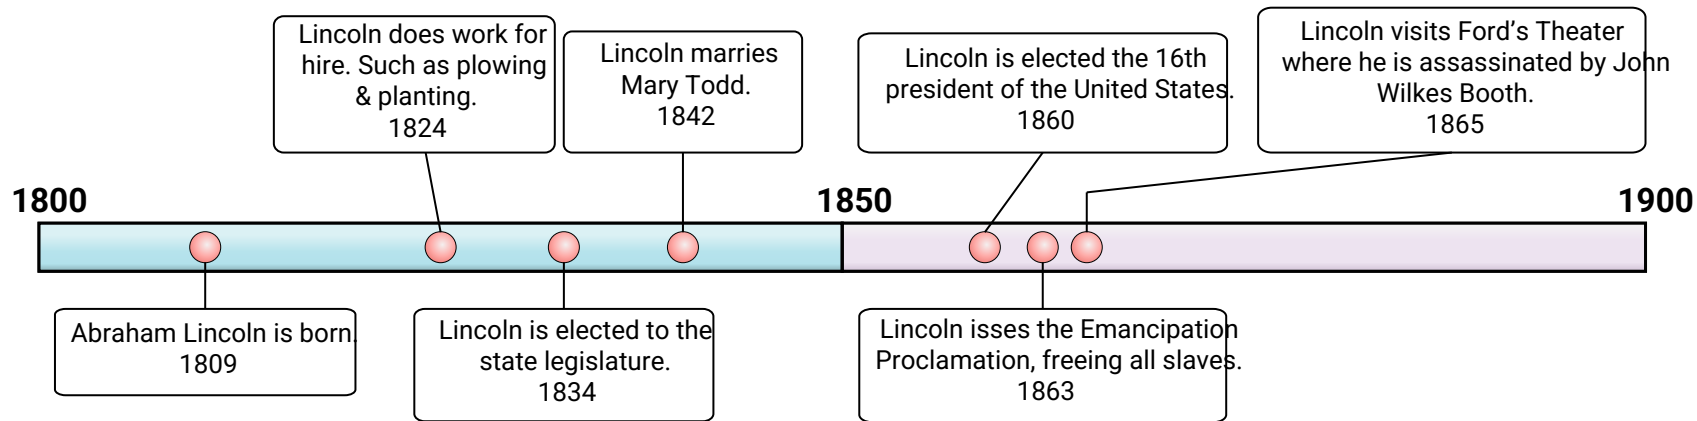 Lincoln does work for
hire. Such as plowing
& planting.
1824
Lincoln marries
Mary Todd.
1842
Lincoln is elected the 16th
president of the United States.
1860
Lincoln visits Ford's Theater
where he is assassinated by John
Wilkes Booth.
1865
1800
1850
1900
Abraham Lincoln is born.
1809
Lincoln is elected to the
state legislature.
1834
Lincoln isses the Emancipation
Proclamation, freeing all slaves.
1863